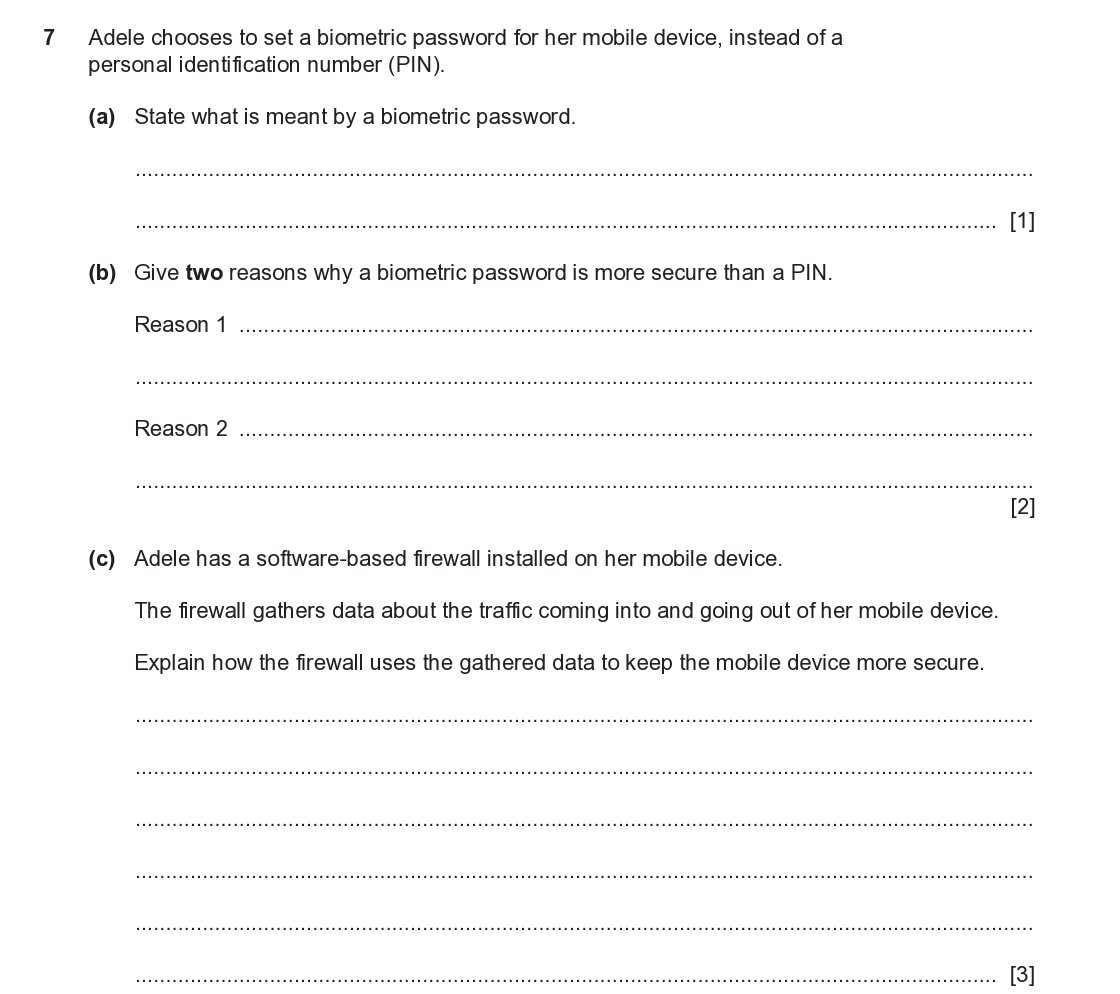 7 Adele chooses to set a biometric password for her mobile device, instead of a
personal identification number (PIN).
(a) State what is meant by a biometric password.
....................................................................................................................................................
.............................................................................................................................................. [1]
(b) Give two reasons why a biometric password is more secure than a PIN.
Reason 1 ...................................................................................................................................
....................................................................................................................................................
Reason 2 ...................................................................................................................................
....................................................................................................................................................
[2]
(c) Adele has a software-based firewall installed on her mobile device.
The firewall gathers data about the traffic coming into and going out of her mobile device.
Explain how the firewall uses the gathered data to keep the mobile device more secure.
....................................................................................................................................................
....................................................................................................................................................
....................................................................................................................................................
....................................................................................................................................................
....................................................................................................................................................
.............................................................................................................................................. [3]